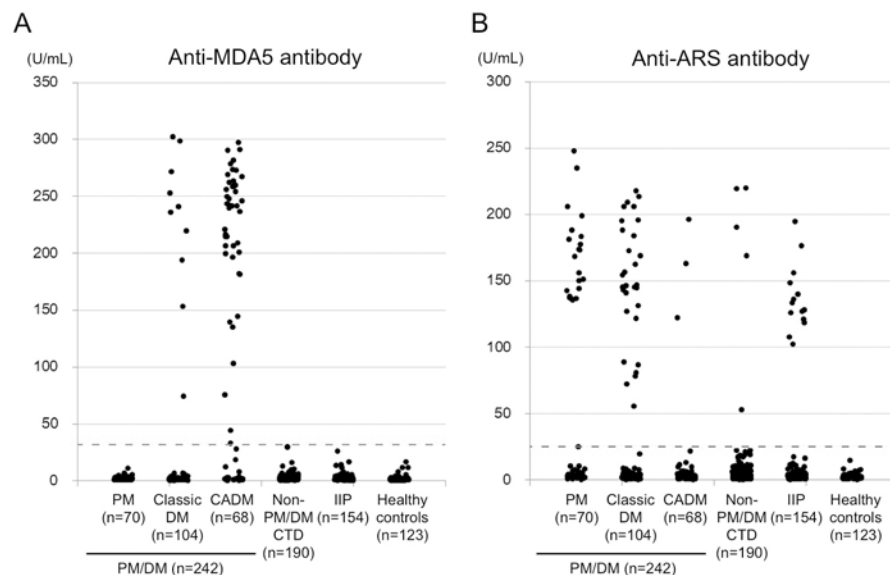 A
Anti-MDA5 antibody
(U/mL)
350
300
250
200
150
100
50
0
PM
(n=70)
Classic
DM
(n=104)
CADM
(n=68)
Non-
PM/DM
CTD
(n=190)
IIP
(n=154)
Healthy
controls
(n=123)
PM/DM (n=242)
B
Anti-ARS antibody
(U/mL)
300
250
200
150
100
50
0
PM
(n=70)
Classic
DM
(n=104)
CADM
(n=68)
Non-
PM/DM
CTD
(n=190)
IIP
(n=154)
Healthy
controls
(n=123)
PM/DM (n=242)